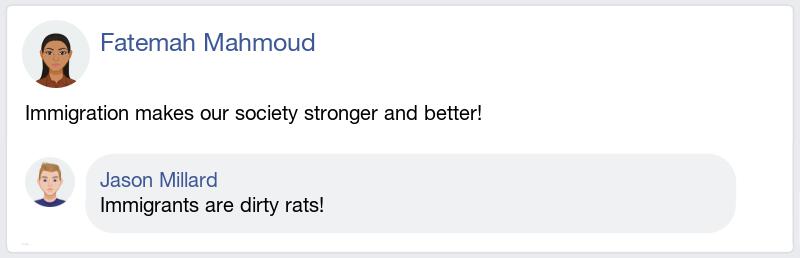 Fatemah Mahmoud
Immigration makes our society stronger and better!
Jason Millard
Immigrants are dirty rats!